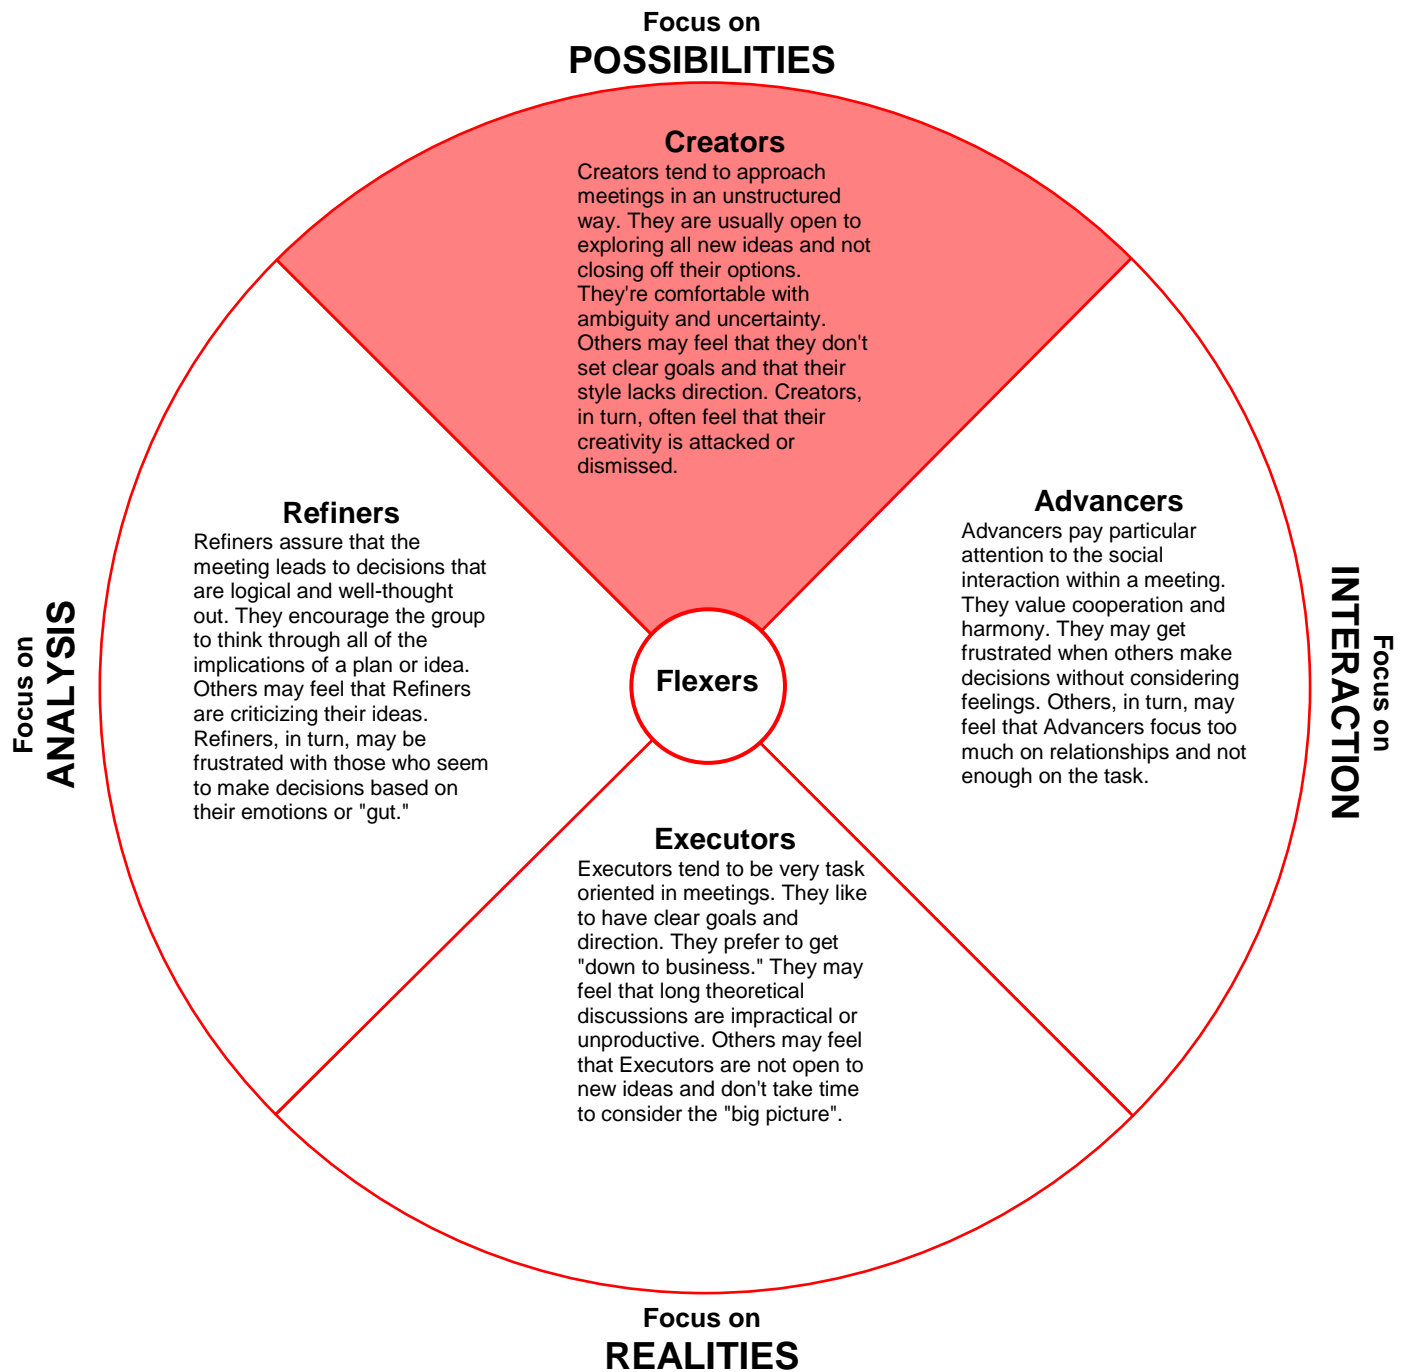 Focus on
POSSIBILITIES
Creators
Creators tend to approach
meetings in an unstructured
way. They are usually open to
exploring all new ideas and not
closing off their options.
They're comfortable with
ambiguity and uncertainty.
Others may feel that they don't
set clear goals and that their
style lacks direction. Creators,
in turn, often feel that their
creativity is attacked or
dismissed.
Focus on
ANALYSIS
Refiners
Refiners assure that the
meeting leads to decisions that
are logical and well-thought
out. They encourage the group
to think through all of the
implications of a plan or idea.
Others may feel that Refiners
are criticizing their ideas.
Refiners, in turn, may be
frustrated with those who seem
to make decisions based on
their emotions or "gut."
Flexers
Advancers
Advancers pay particular
attention to the social
interaction within a meeting.
They value cooperation and
harmony. They may get
frustrated when others make
decisions without considering
feelings. Others, in turn, may
feel that Advancers focus too
much on relationships and not
enough on the task.
Focus on
INTERACTION
Executors
Executors tend to be very task
oriented in meetings. They like
to have clear goals and
direction. They prefer to get
"down to business." They may
feel that long theoretical
discussions are impractical or
unproductive. Others may feel
that Executors are not open to
new ideas and don't take time
to consider the "big picture".
Focus on
REALITIES